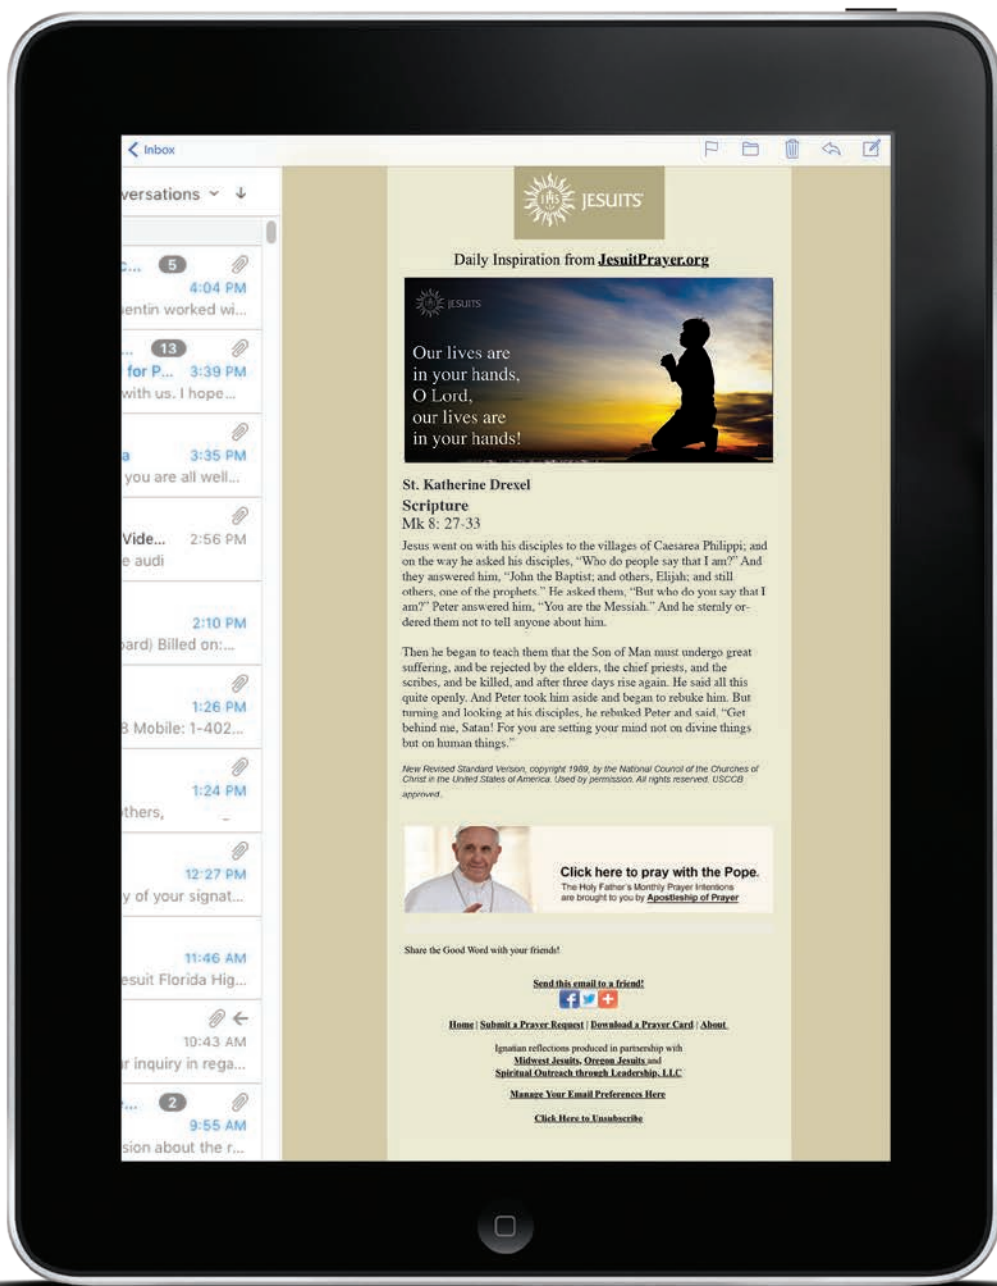 Inbox
versations
5
4:04 PM
entin worked wi...
13
for P... 3:39 PM
with us. I hope...
a 3:35 PM
you are all well...
Vide... 2:56 PM
e audi
2:10 PM
ard) Billed on:...
1:26 PM
Mobile: 1-402...
1:24 PM
thers,
12:27 PM
y of your signat...
11:46 AM
esuit Florida Hig...
10:43 AM
r inquiry in rega...
2
9:55 AM
sion about the r...
IHS JESUITS
Daily Inspiration from JesuitPrayer.org
JESUITS
Our lives are
in your hands,
O Lord,
our lives are
in your hands!
St. Katherine Drexel
Scripture
Mk 8: 27-33
Jesus went on with his disciples to the villages of Caesarea Philippi; and
on the way he asked his disciples, “Who do people say that I am?” And
they answered him, “John the Baptist; and others, Elijah; and still
others, one of the prophets.” He asked them, “But who do you say that I
am?” Peter answered him, “You are the Messiah.” And he sternly or-
dered them not to tell anyone about him.
Then he began to teach them that the Son of Man must undergo great
suffering, and be rejected by the elders, the chief priests, and the
scribes, and be killed, and after three days rise again. He said all this
quite openly. And Peter took him aside and began to rebuke him. But
turning and looking at his disciples, he rebuked Peter and said, “Get
behind me, Satan! For you are setting your mind not on divine things
but on human things.”
New Revised Standard Version, copyright 1989, by the National Council of the Churches of
Christ in the United States of America. Used by permission. All rights reserved. USCCB
approved.
Click here to pray with the Pope.
The Holy Father's Monthly Prayer Intentions
are brought to you by Apostleship of Prayer
Share the Good Word with your friends!
Send this email to a friend!
Home | Submit a Prayer Request | Download a Prayer Card | About
Ignatian reflections produced in partnership with
Midwest Jesuits, Oregon Jesuits and
Spiritual Outreach through Leadership, LLC
Manage Your Email Preferences Here
Click Here to Unsubscribe